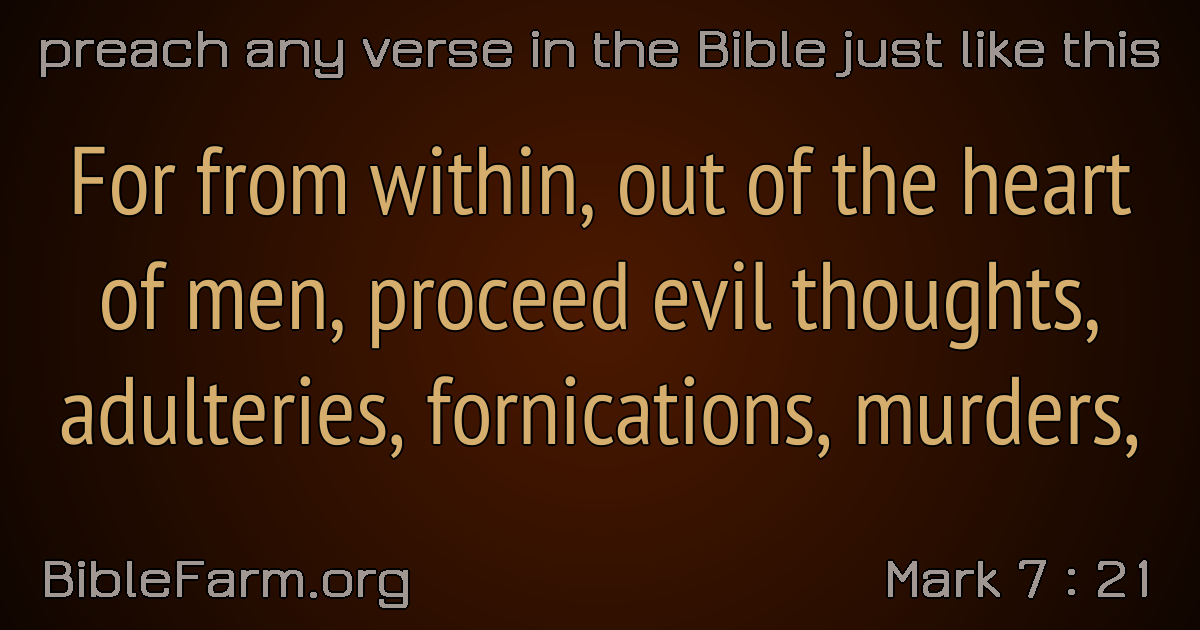 preach any verse in the Bible just like this
For from within, out of the heart
of men, proceed evil thoughts,
adulteries, fornications, murders,
BibleFarm.org
Mark 7 : 21